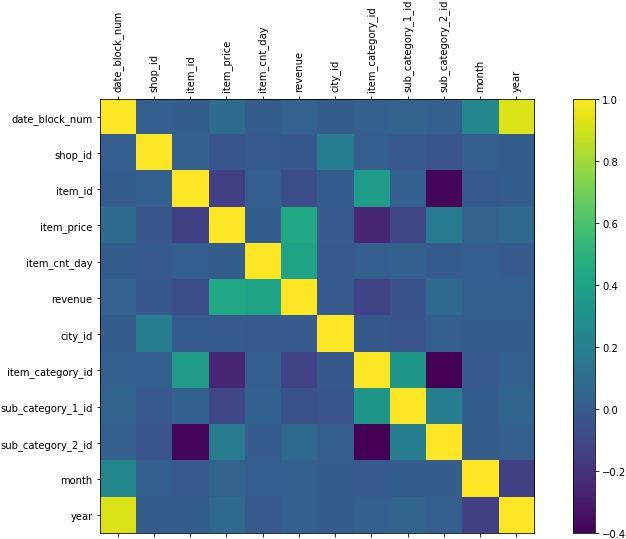 date_block_num
shop_id
item_id
item_price
item_cnt_day
revenue
city_id
item_category_id
sub_category_1_id
sub_category_2_id
month
year
date_block_num
shop_id
item_id
item_price
item_cnt_day
revenue
city_id
item_category_id
sub_category_1_id
sub_category_2_id
month
year
1.0
0.8
0.6
0.4
0.2
0.0
−0.2
−0.4